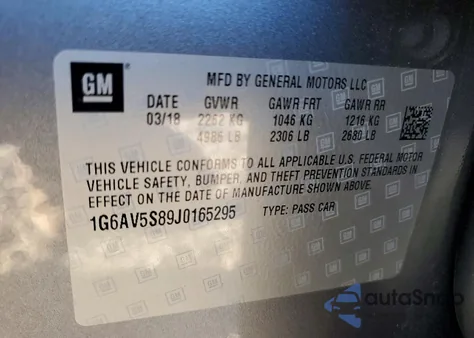 GM
MFD BY GENERAL MOTORS LLC
DATE GVWR GAWR FRT GAWR RR
03/18 2262 KG 1046 KG 1216 KG
4986 LB 2306 LB 2680 LB
THIS VEHICLE CONFORMS TO ALL APPLICABLE U.S. FEDERAL MOTOR
VEHICLE SAFETY, BUMPER, AND THEFT PREVENTION STANDARDS IN
EFFECT ON THE DATE OF MANUFACTURE SHOWN ABOVE.
1G6AV5S89J0165295 TYPE: PASS CAR
autoSnap